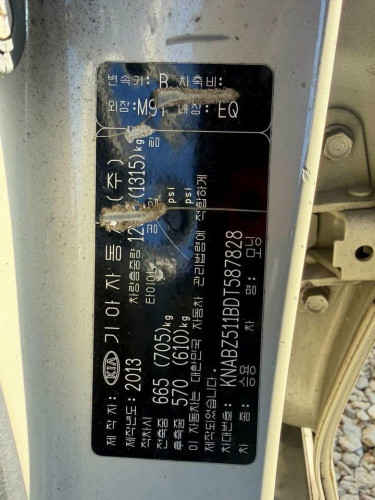 변속기: B 차축비:
외장: M91 내장: EQ
제작자: KIA 기아자동 (주)
제작년도: 2013 차량총중량 12 (1315)kg
적차시 타이어
전축중 665 (705)kg psi
후축중 570 (610)kg psi
이 자동차는 대한민국 자동차 관리법령에 적합하게
제작되었습니다.
차대번호: KNABZ511BDT587828
차 종: 승용 차 명: 모닝